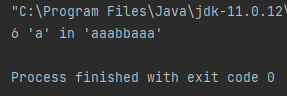 "C:\Program Files\Java\jdk-11.0.12\
6 'a' in 'aaabbaaa'
Process finished with exit code 0